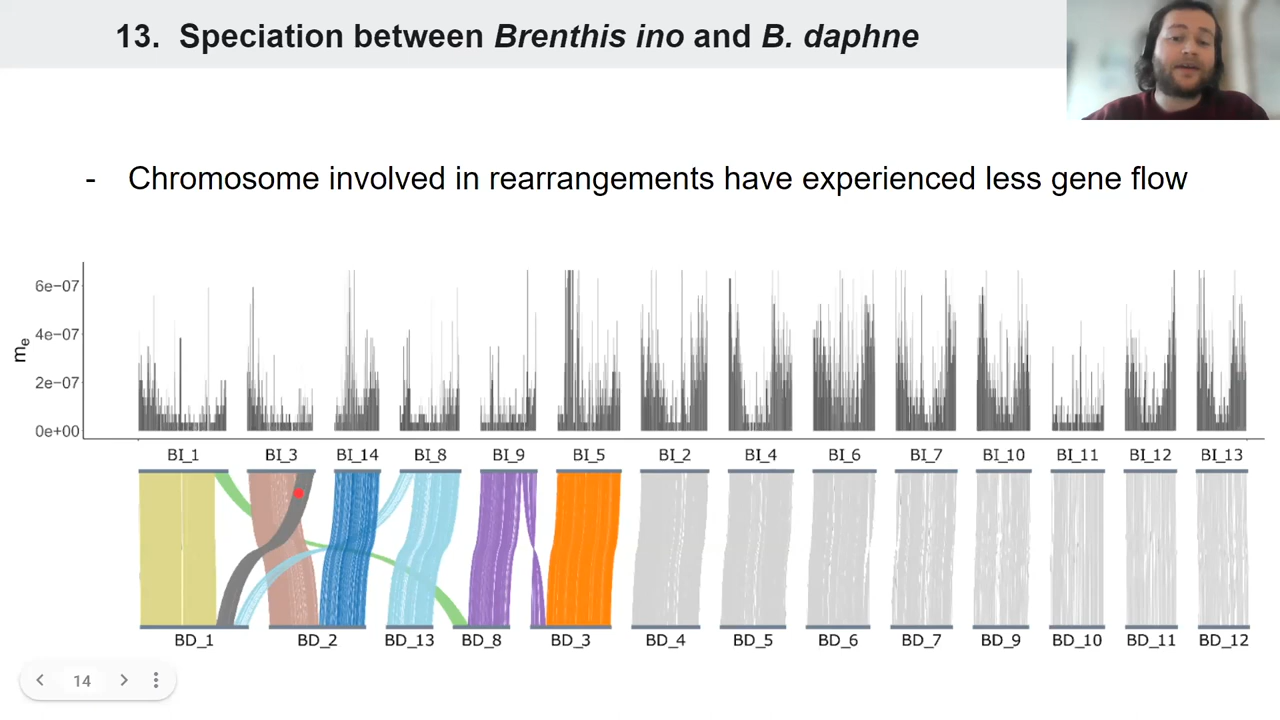 13. Speciation between Brenthis ino and B. daphne
- Chromosome involved in rearrangements have experienced less gene flow
6e−07
4e−07
2e−07
0e+00
me
BI_1 BI_3 BI_14 BI_8 BI_9 BI_5 BI_2 BI_4 BI_6 BI_7 BI_10 BI_11 BI_12 BI_13
BD_1 BD_2 BD_13 BD_8 BD_3 BD_4 BD_5 BD_6 BD_7 BD_9 BD_10 BD_11 BD_12
14